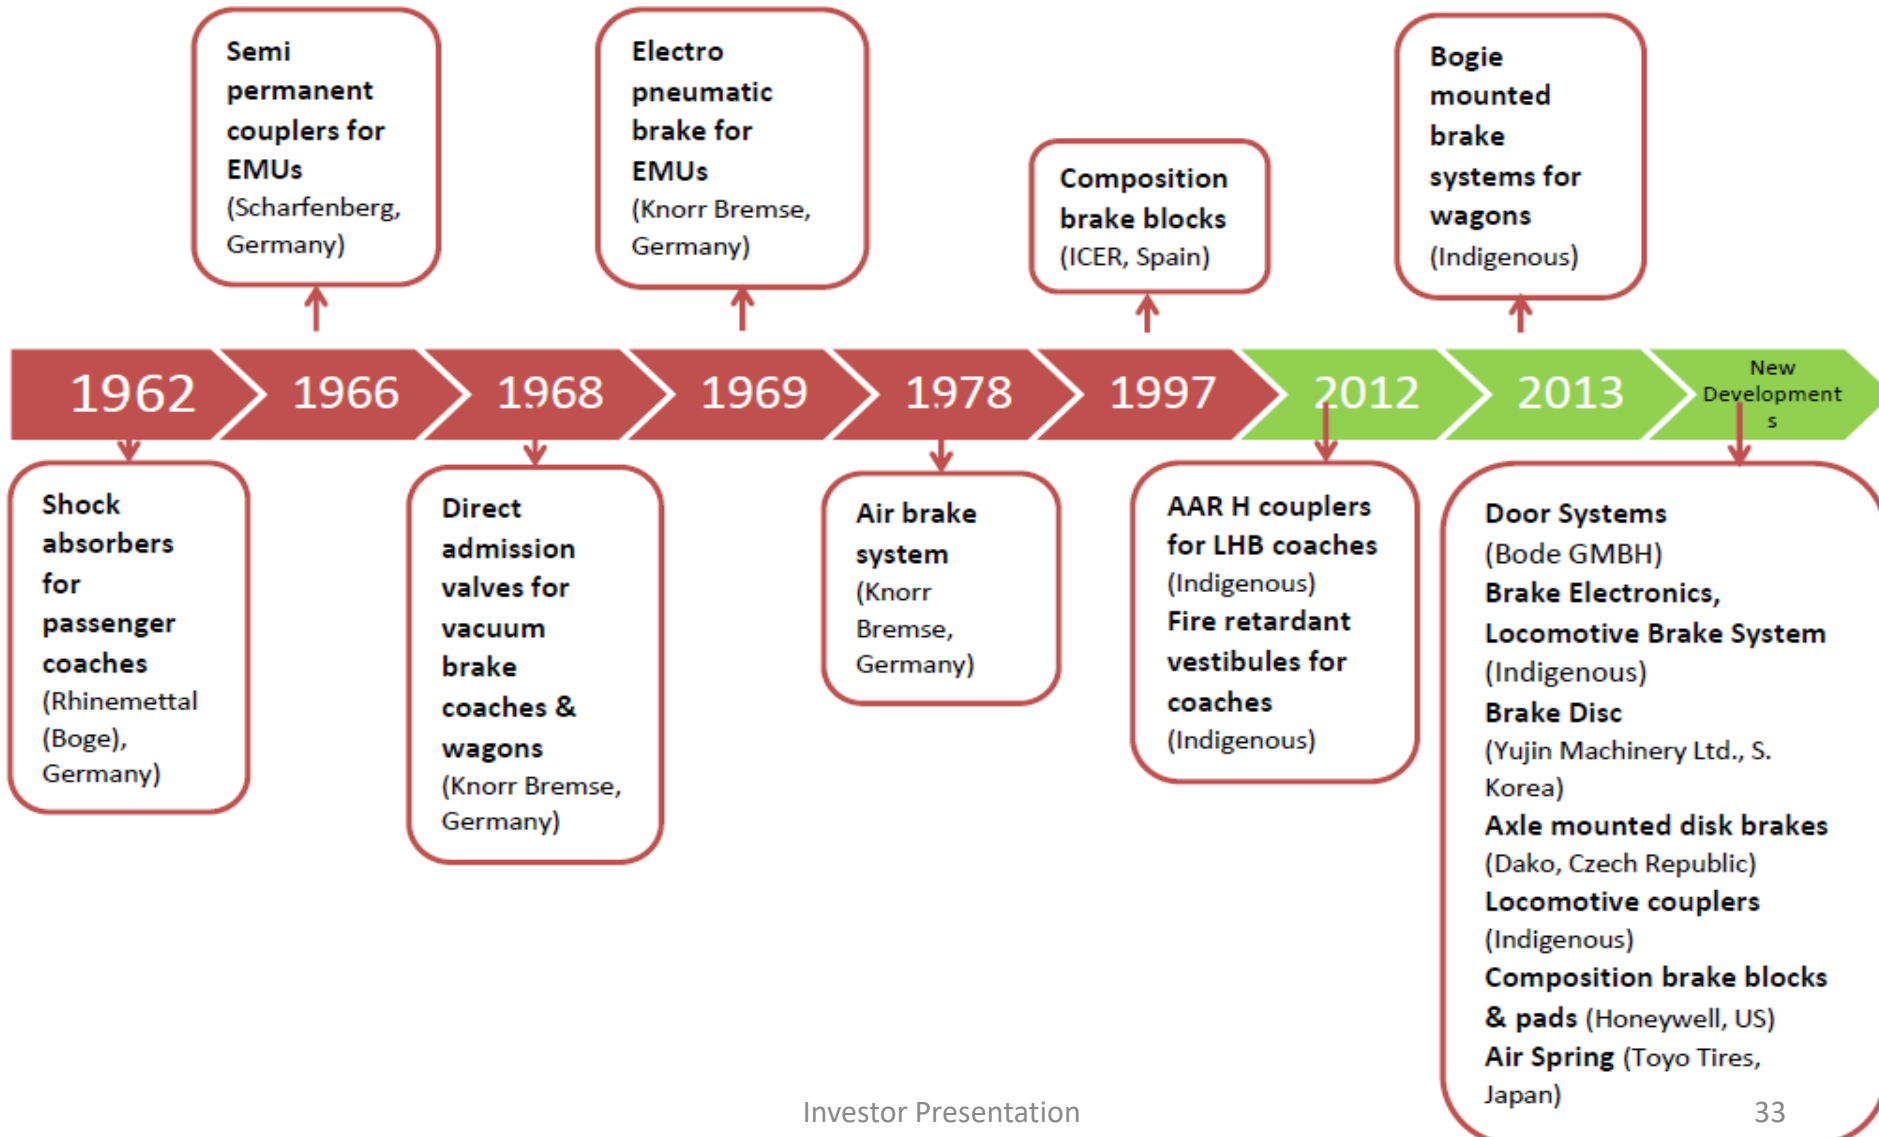 Semi
permanent
couplers for
EMUs
(Scharfenberg,
Germany)
Electro
pneumatic
brake for
EMUs
(Knorr Bremse,
Germany)
Composition
brake blocks
(ICER, Spain)
Bogie
mounted
brake
systems for
wagons
(Indigenous)
1962
1966
1968
1969
1978
1997
2012
2013
New
Development
s
Shock
absorbers
for
passenger
coaches
(Rhinemettal
(Boge),
Germany)
Direct
admission
valves for
vacuum
brake
coaches &
wagons
(Knorr Bremse,
Germany)
Air brake
system
(Knorr
Bremse,
Germany)
AAR H couplers
for LHB coaches
(Indigenous)
Fire retardant
vestibules for
coaches
(Indigenous)
Door Systems
(Bode GMBH)
Brake Electronics,
Locomotive Brake System
(Indigenous)
Brake Disc
(Yujin Machinery Ltd., S.
Korea)
Axle mounted disk brakes
(Dako, Czech Republic)
Locomotive couplers
(Indigenous)
Composition brake blocks
& pads (Honeywell, US)
Air Spring (Toyo Tires,
Japan)
Investor Presentation
33